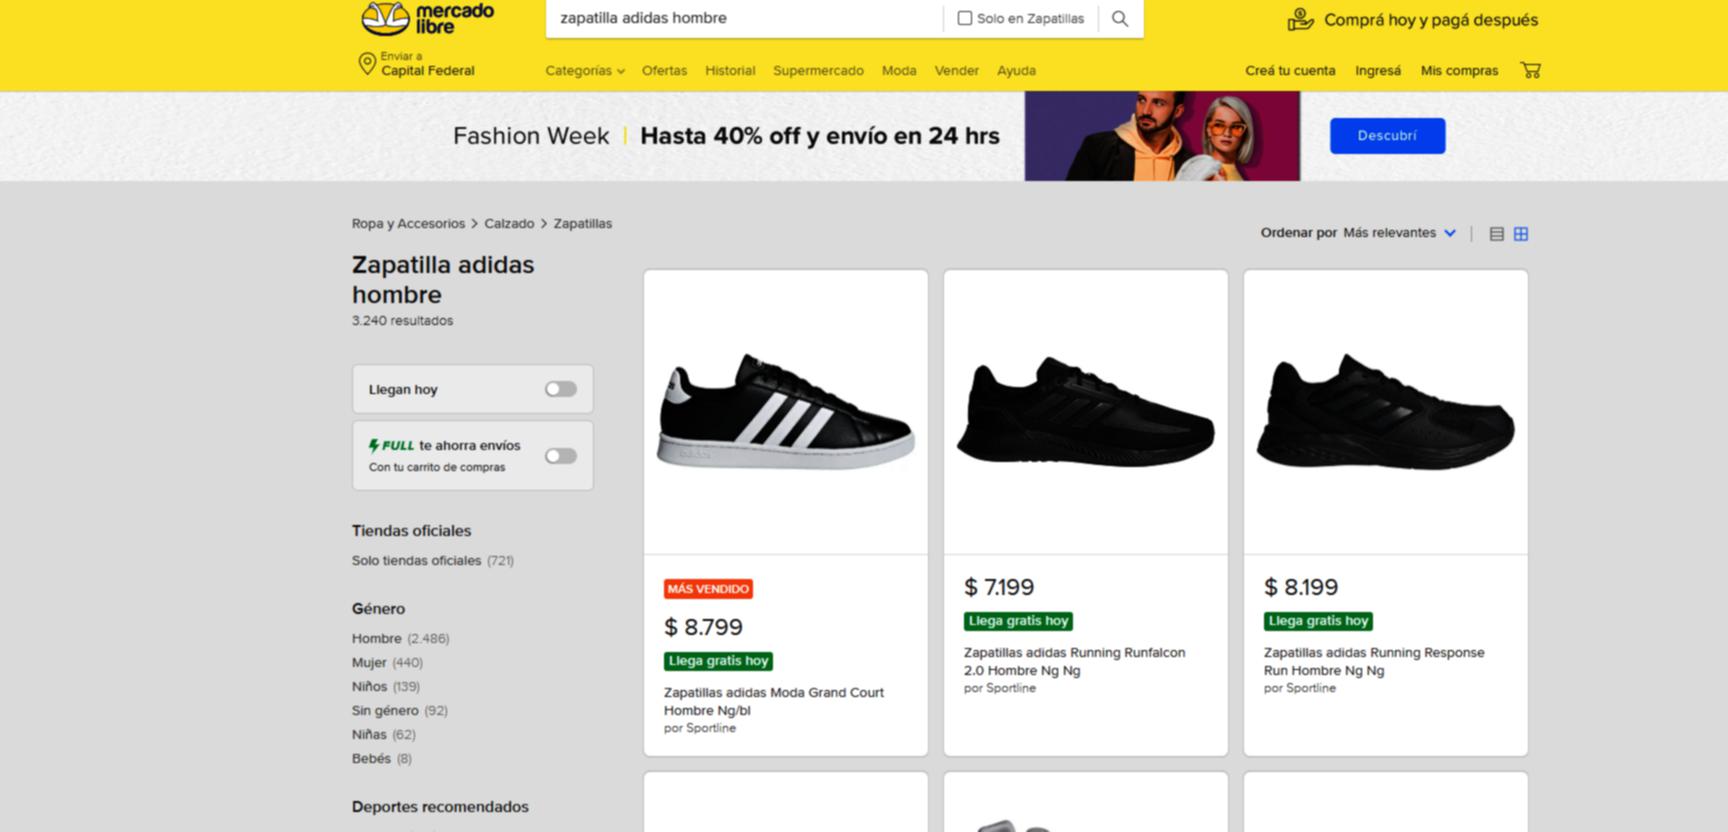 mercado
libre
zapatilla adidas hombre
Solo en Zapatillas
Comprá hoy y pagá después
Enviar a
Capital Federal
Categorías
Ofertas
Historial
Supermercado
Moda
Vender
Ayuda
Creá tu cuenta
Ingresá
Mis compras
Fashion Week | Hasta 40% off y envío en 24 hrs
Descubrí
Ropa y Accesorios > Calzado > Zapatillas
Ordenar por Más relevantes
Zapatilla adidas
hombre
3.240 resultados
Llegan hoy
FULL te ahorra envíos
Con tu carrito de compras
Tiendas oficiales
Solo tiendas oficiales (721)
Género
Hombre (2.486)
Mujer (440)
Niños (139)
Sin género (92)
Niñas (62)
Bebés (8)
Deportes recomendados
MÁS VENDIDO
$ 8.799
Llega gratis hoy
Zapatillas adidas Moda Grand Court
Hombre Ng/bl
por Sportline
$ 7.199
Llega gratis hoy
Zapatillas adidas Running Runfalcon
2.0 Hombre Ng Ng
por Sportline
$ 8.199
Llega gratis hoy
Zapatillas adidas Running Response
Run Hombre Ng Ng
por Sportline